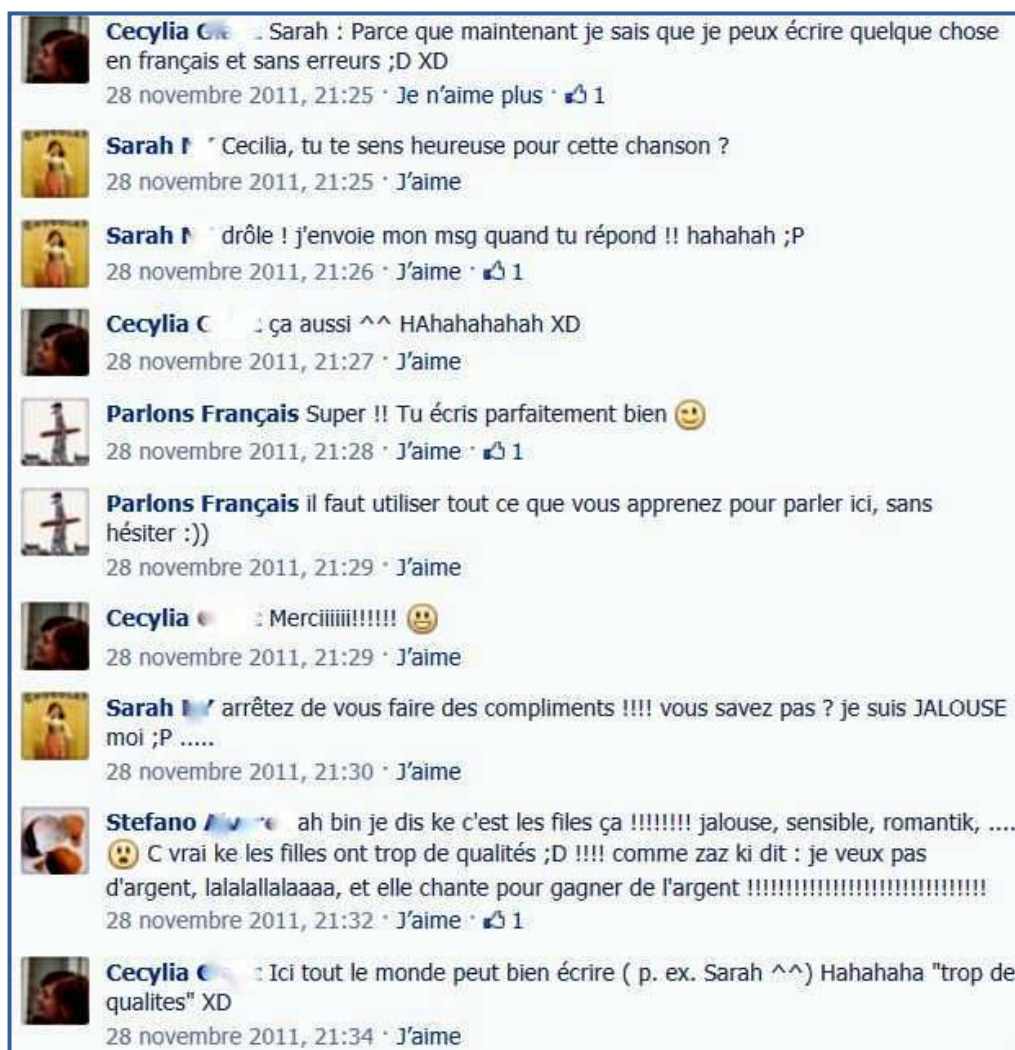 Cecylia Sarah : Parce que maintenant je sais que je peux écrire quelque chose
en français et sans erreurs ;D XD
28 novembre 2011, 21:25 · Je n'aime plus · 1
Sarah Cecilia, tu te sens heureuse pour cette chanson ?
28 novembre 2011, 21:25 · J'aime
Sarah drôle ! j'envoie mon msg quand tu répond !! hahahah ;P
28 novembre 2011, 21:26 · J'aime · 1
Cecylia ça aussi ^^ HAhahahahah XD
28 novembre 2011, 21:27 · J'aime
Parlons Français Super !! Tu écris parfaitement bien
28 novembre 2011, 21:28 · J'aime · 1
Parlons Français il faut utiliser tout ce que vous apprenez pour parler ici, sans
hésiter :))
28 novembre 2011, 21:29 · J'aime
Cecylia Merciiiiii!!!!!!
28 novembre 2011, 21:29 · J'aime
Sarah arrêtez de vous faire des compliments !!!! vous savez pas ? je suis JALOUSE
moi ;P .....
28 novembre 2011, 21:30 · J'aime
Stefano ah bin je dis ke c'est les files ça !!!!!!!! jalouse, sensible, romantik, ....
C vrai ke les filles ont trop de qualités ;D !!!! comme zaz ki dit : je veux pas
d'argent, lalalallalaaaa, et elle chante pour gagner de l'argent !!!!!!!!!!!!!!!!!!!!!!!!!!!!!!!
28 novembre 2011, 21:32 · J'aime · 1
Cecylia Ici tout le monde peut bien écrire ( p. ex. Sarah ^^) Hahahaha "trop de
qualites" XD
28 novembre 2011, 21:34 · J'aime